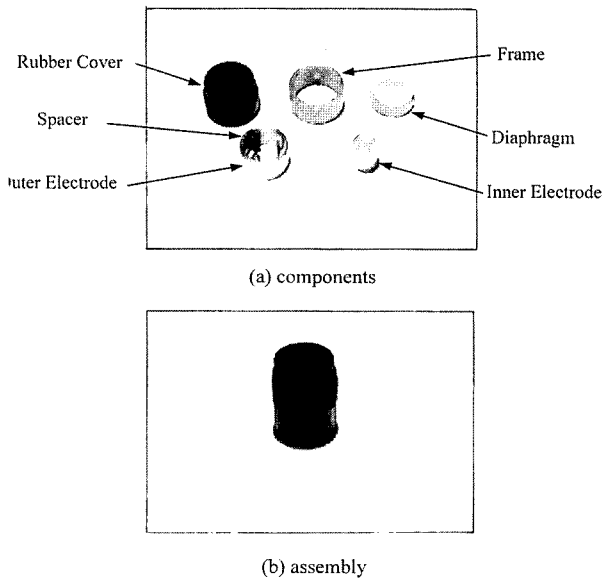 Rubber Cover
Frame
Spacer
Diaphragm
uter Electrode
Inner Electrode
(a) components
(b) assembly